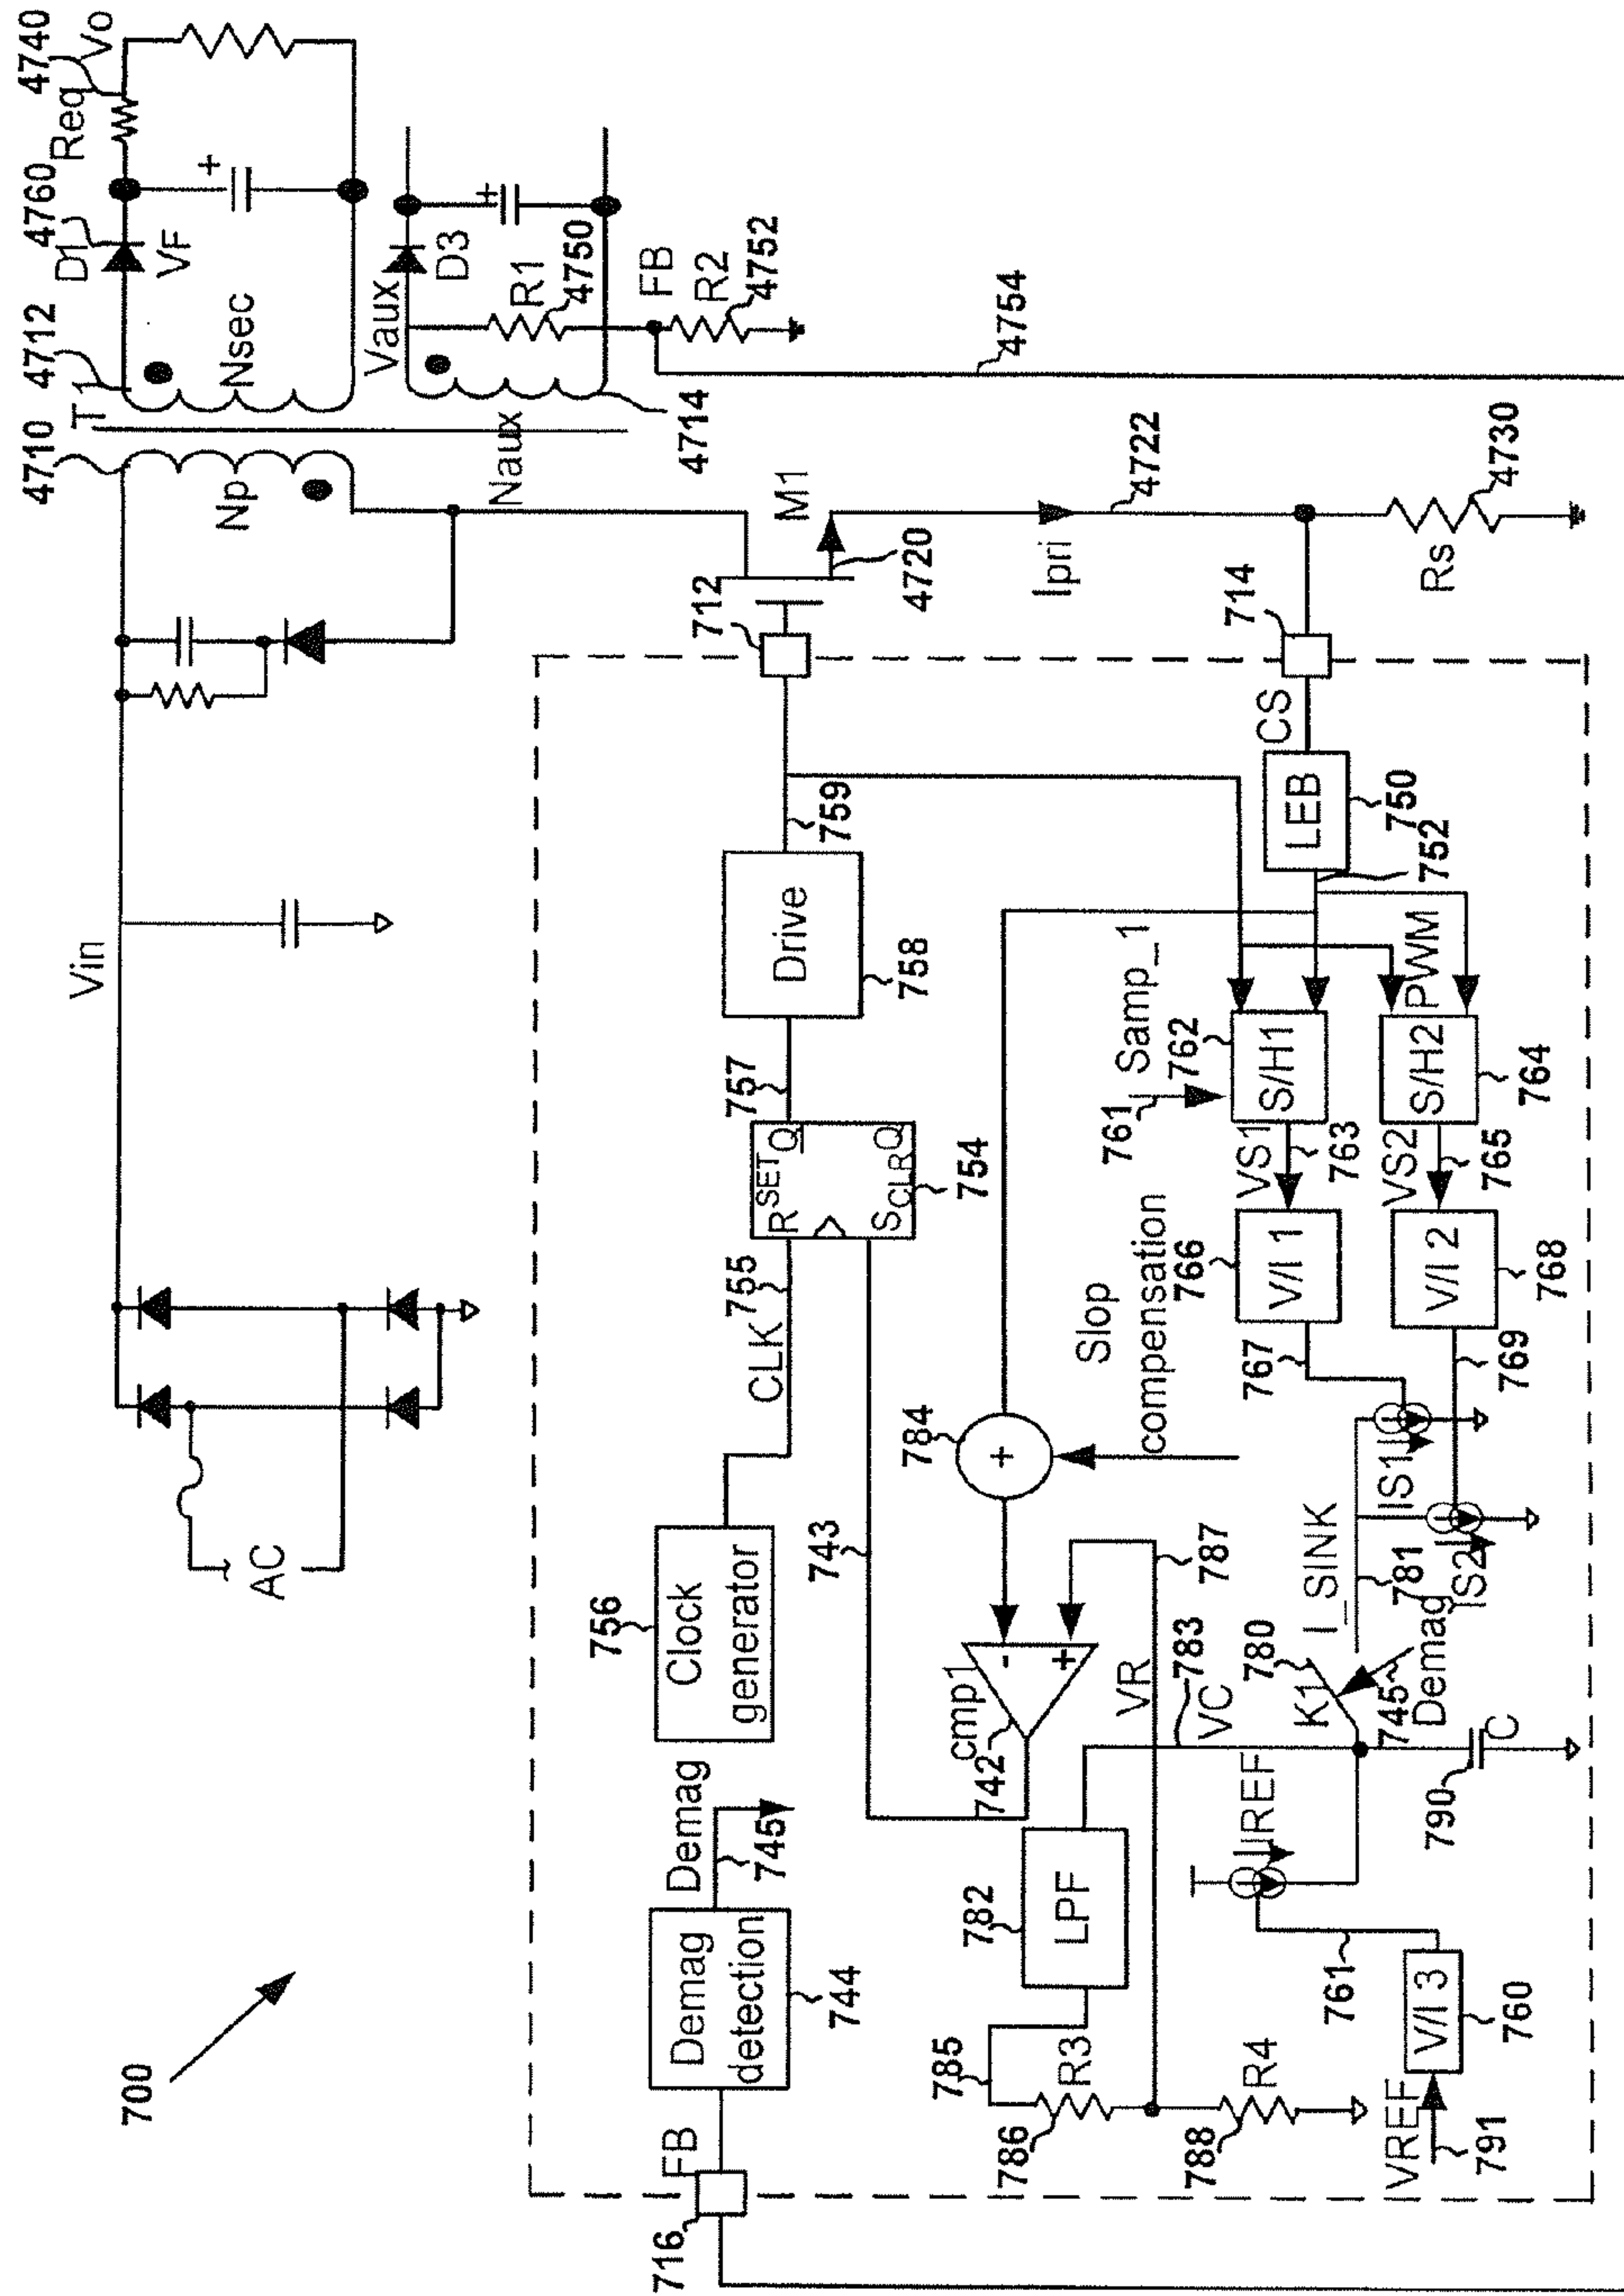 700
AC
Vin
4710
T1
4712
D1
4760
Req
4740
Vo
VF
Np
Nsec
Naux
Vaux
D3
R1
4750
FB
R2
4752
4714
4754
716
FB
Demag
detection
744
Demag
745
756
Clock
generator
CLK
755
R
SET
Q
S
CLR
Q
754
757
Drive
758
759
712
M1
4720
Ipri
4722
743
785
R3
786
782
LPF
742
cmp1
-
+
784
+
Slop
compensation
VR
787
783
VC
R4
788
VREF
791
V/I 3
760
761
IREF
790
C
K1
780
745
Demag
I_SINK
781
IS1
IS2
767
V/I 1
766
VS1
763
S/H1
762
761
Samp_1
769
V/I 2
768
VS2
765
S/H2
764
PWM
LEB
750
752
CS
714
Rs
4730